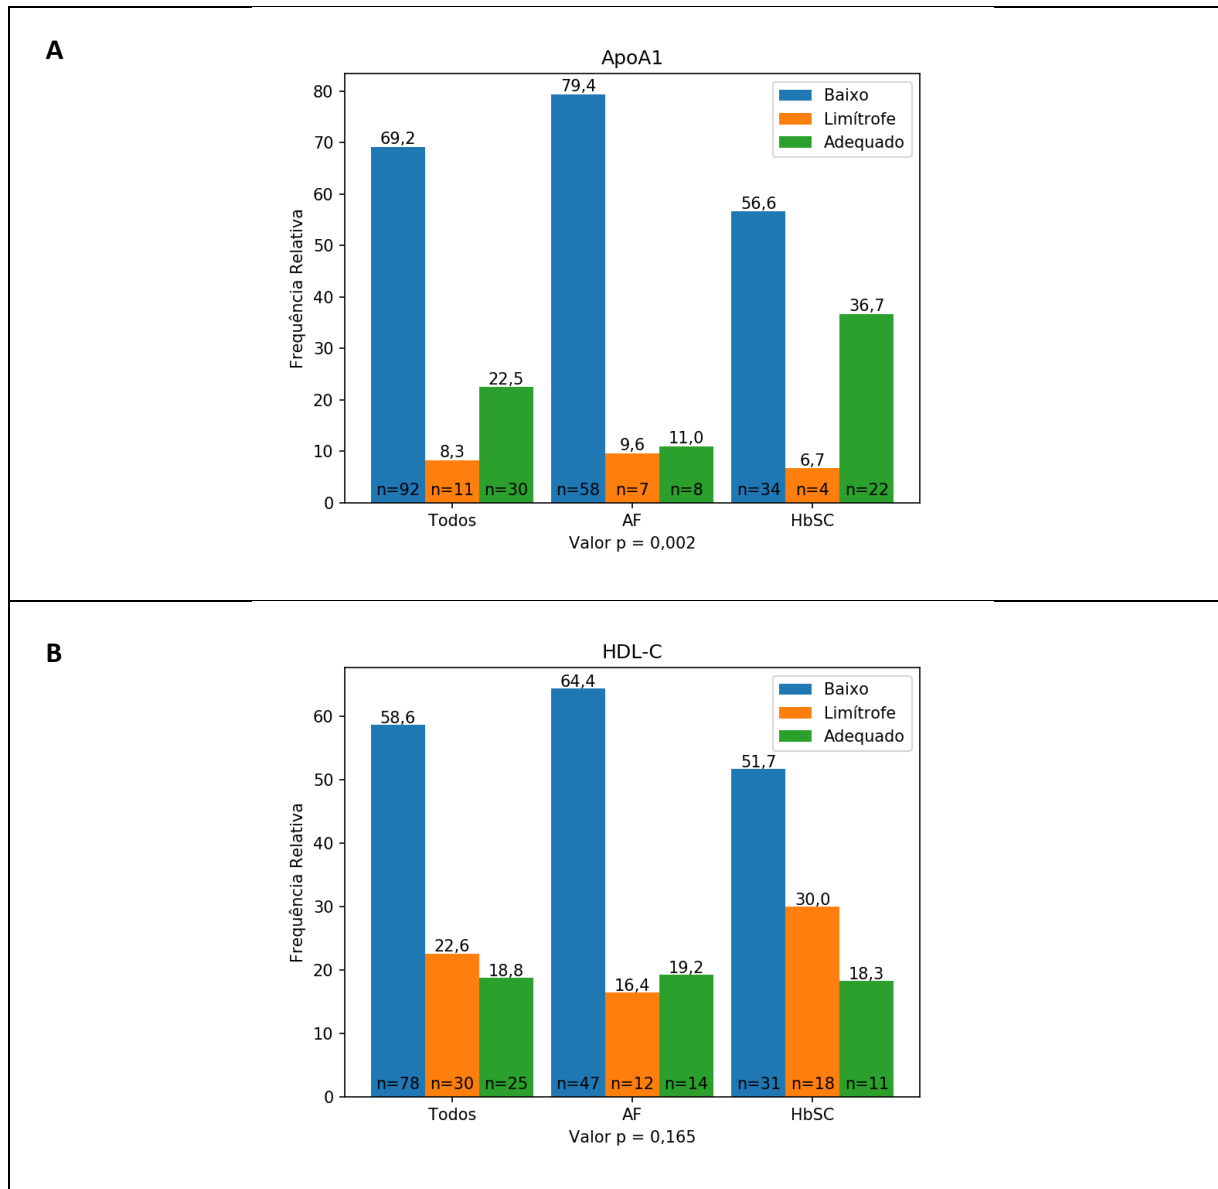 A
ApoA1
Baixo
Limítrofe
Adequado
Frequência Relativa
80
70
60
50
40
30
20
10
0
69,2
8,3
22,5
79,4
9,6
11,0
56,6
6,7
36,7
n=92 n=11 n=30 n=58 n=7 n=8 n=34 n=4 n=22
Todos AF HbSC
Valor p = 0,002
B
HDL-C
Baixo
Limítrofe
Adequado
Frequência Relativa
60
50
40
30
20
10
0
58,6
22,6
18,8
64,4
16,4
19,2
51,7
30,0
18,3
n=78 n=30 n=25 n=47 n=12 n=14 n=31 n=18 n=11
Todos AF HbSC
Valor p = 0,165